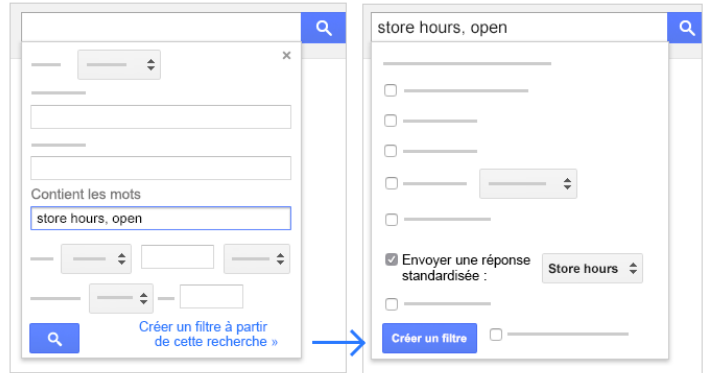 Contient les mots
store hours, open
Créer un filtre à partir
de cette recherche »
store hours, open
Envoyer une réponse
standardisée :
Store hours
Créer un filtre